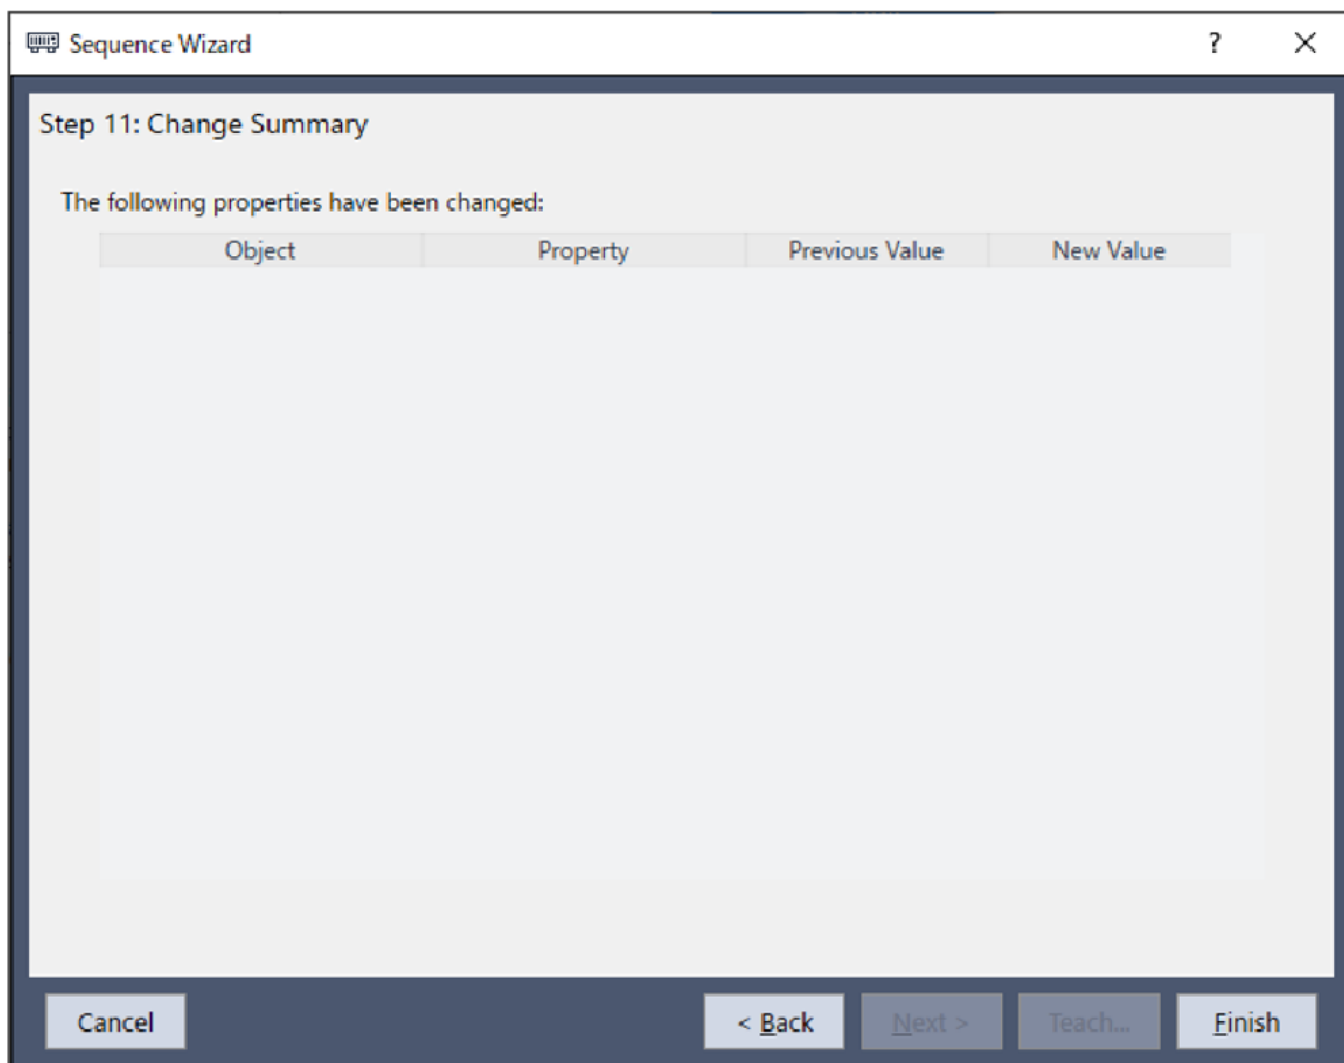 Sequence Wizard ?
Step 11: Change Summary
The following properties have been changed:
Object Property Previous Value New Value
Cancel < Back Next > Teach... Finish